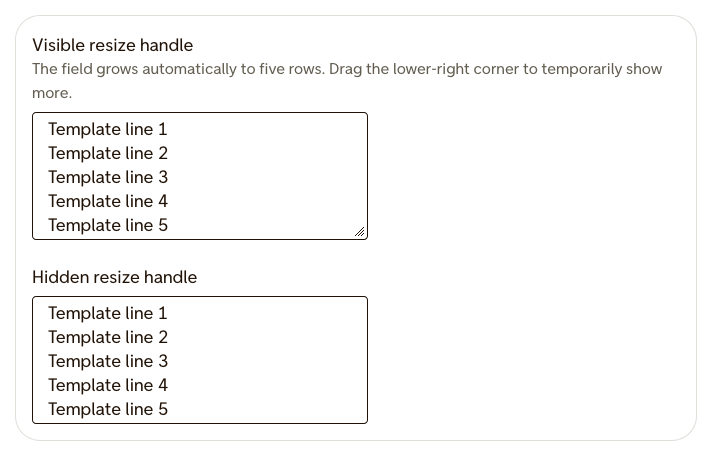 Visible resize handle
The field grows automatically to five rows. Drag the lower-right corner to temporarily show
more.
Template line 1
Template line 2
Template line 3
Template line 4
Template line 5
Hidden resize handle
Template line 1
Template line 2
Template line 3
Template line 4
Template line 5